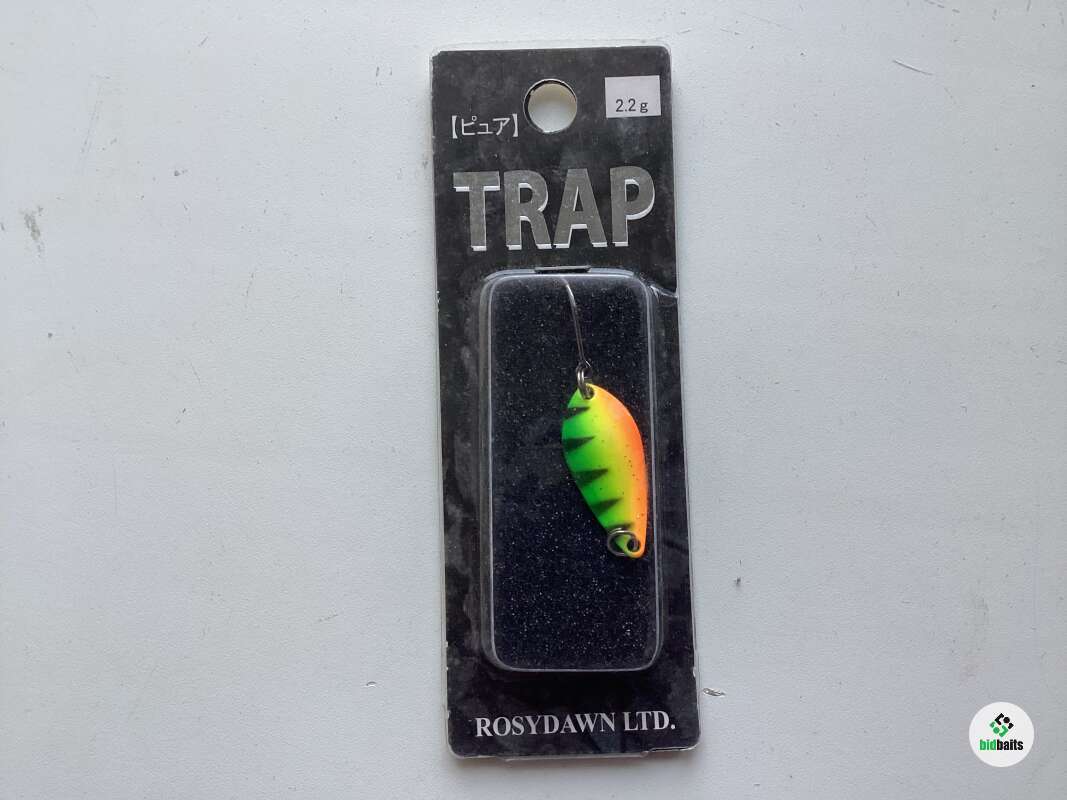 2.2g
【ピュア】
TRAP
ROSYDAWN LTD.
bidbaits